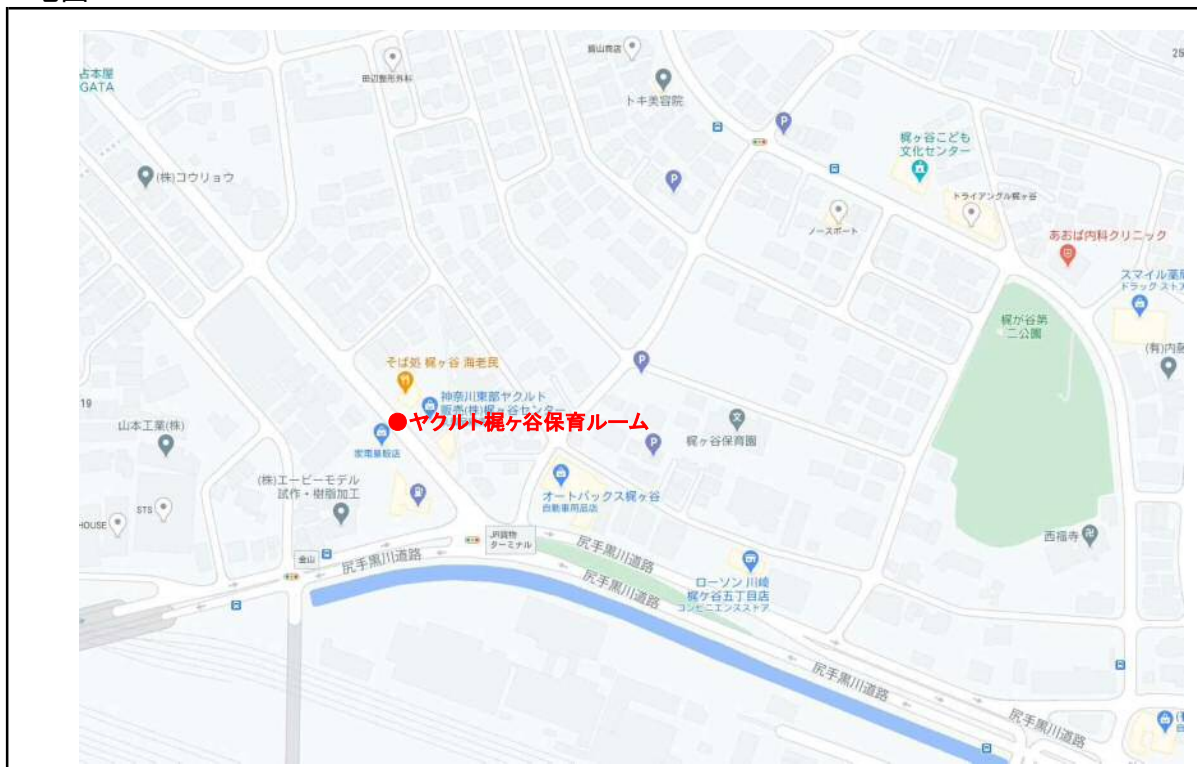 占本屋
GATA
田辺整形外科
飯山商店
トキ美容院
28
P
(株)コウリョウ
P
梶ヶ谷こども
文化センター
トライアングル梶ヶ谷
ノースポート
あおば内科クリニック
スマイル薬局
ドラッグストア
梶が谷第
二公園
(有)内藤
そば処 梶ヶ谷 海老民
P
19
神奈川東部ヤクルト
販売(株)梶ヶ谷センター
●ヤクルト梶ヶ谷保育ルーム
山本工業(株)
家電量販店
P
文
梶ヶ谷保育園
(株)エービーモデル
試作・樹脂加工
オートバックス梶ヶ谷
自動車用品店
HOUSE
STS
JR貨物
ターミナル
西福寺
金山
尻手黒川道路
尻手黒川道路
尻手黒川道路
ローソン 川崎
梶ケ谷五丁目店
コンビニエンスストア
尻手黒川道路
尻手黒川道路